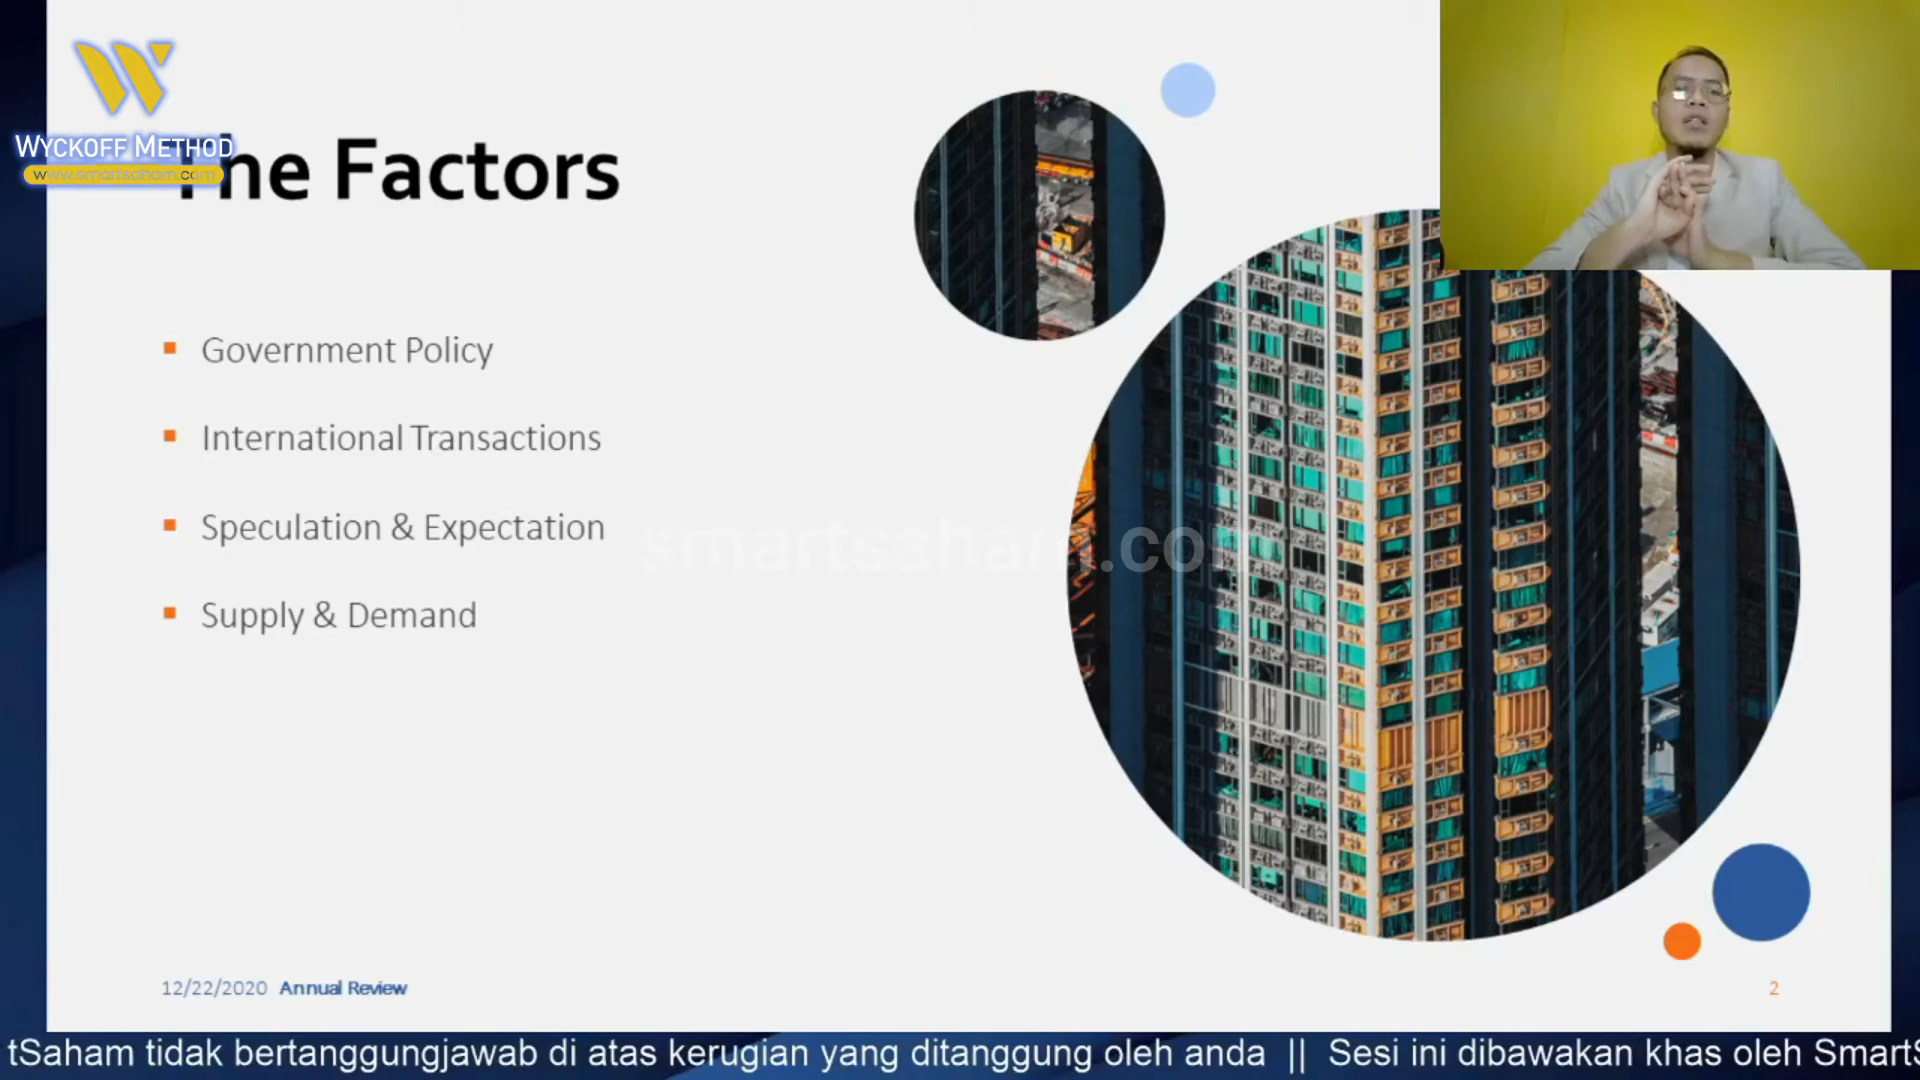 WYCKOFF METHOD
www.smartsaham.com
The Factors
Government Policy
International Transactions
Speculation & Expectation
Supply & Demand
smartsaham.com
12/22/2020 Annual Review
2
tSaham tidak bertanggungjawab di atas kerugian yang ditanggung oleh anda || Sesi ini dibawakan khas oleh SmartS